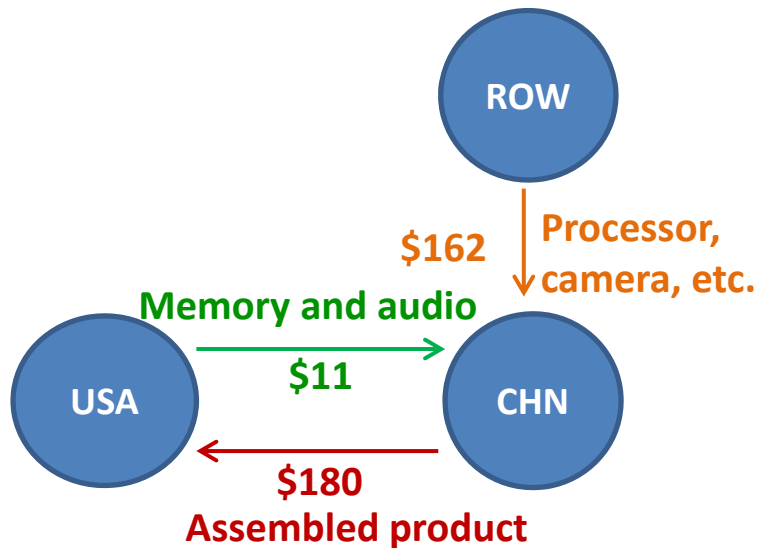 ROW
$162
Processor,
camera, etc.
Memory and audio
$11
USA
CHN
$180
Assembled product